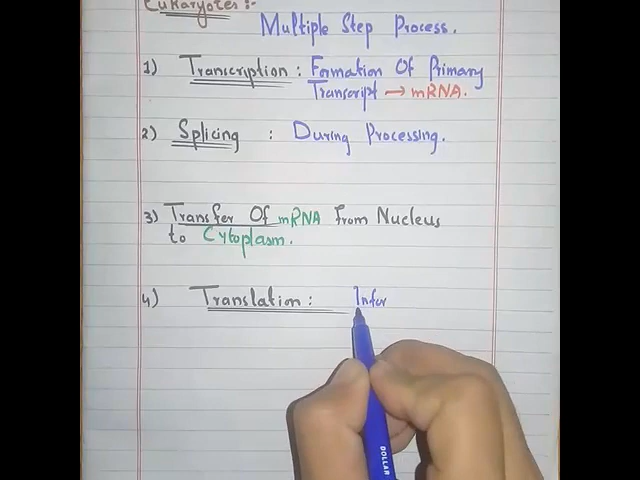 Eukaryotes:-
Multiple Step Process.
1) Transcription : Formation Of Primary
Transcript → mRNA.
2) Splicing : During Processing.
3) Transfer Of mRNA From Nucleus
to Cytoplasm.
4) Translation : Infor
DOLLAR